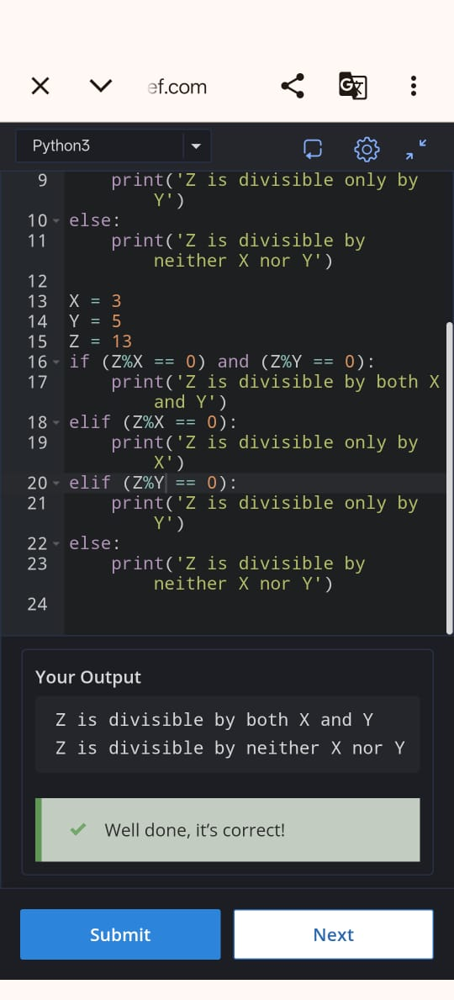 ef.com
Python3
9 print('Z is divisible only by
Y')
10 else:
11 print('Z is divisible by
neither X nor Y')
12
13 X = 3
14 Y = 5
15 Z = 13
16 if (Z%X == 0) and (Z%Y == 0):
17 print('Z is divisible by both X
and Y')
18 elif (Z%X == 0):
19 print('Z is divisible only by
X')
20 elif (Z%Y == 0):
21 print('Z is divisible only by
Y')
22 else:
23 print('Z is divisible by
neither X nor Y')
24
Your Output
Z is divisible by both X and Y
Z is divisible by neither X nor Y
Well done, it’s correct!
Submit
Next